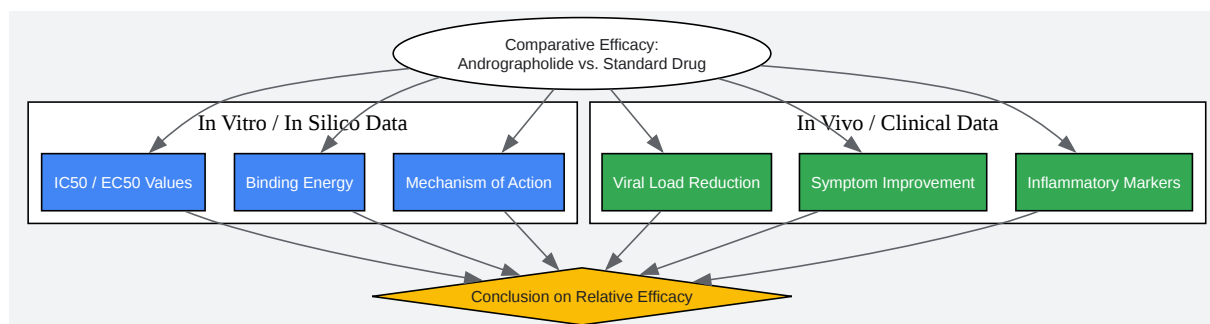 Comparative Efficacy:
Andrographolide vs. Standard Drug
In Vitro / In Silico Data
In Vivo / Clinical Data
IC50 / EC50 Values
Binding Energy
Mechanism of Action
Viral Load Reduction
Symptom Improvement
Inflammatory Markers
Conclusion on Relative Efficacy